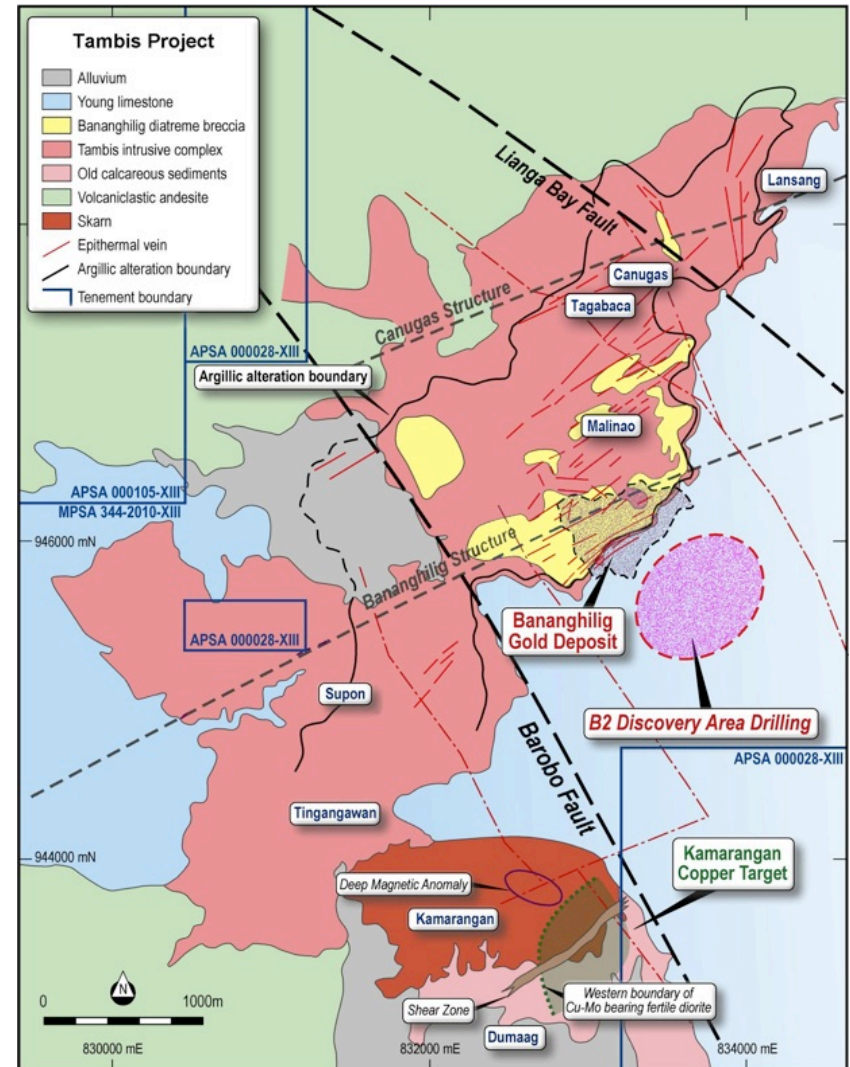 Tambis Project
Alluvium
Young limestone
Bananghilig diatreme breccia
Tambis intrusive complex
Old calcareous sediments
Volcaniclastic andesite
Skarn
Epithermal vein
Argillic alteration boundary
Tenement boundary
Lianga Bay Fault
Lansang
Canugas
Tagabaca
Canugas Structure
APSA 000028-XIII
Argillic alteration boundary
Malinao
APSA 000105-XIII
MPSA 344-2010-XIII
946000 mN
Bananghilig Structure
Bananghilig
Gold Deposit
APSA 000028-XIII
Supon
B2 Discovery Area Drilling
Barobo Fault
APSA 000028-XIII
Tingangawan
944000 mN
Kamarangan
Copper Target
Deep Magnetic Anomaly
Kamarangan
N
0
1000m
Shear Zone
Western boundary of
Cu-Mo bearing fertile diorite
Dumaag
830000 mE
832000 mE
834000 mE